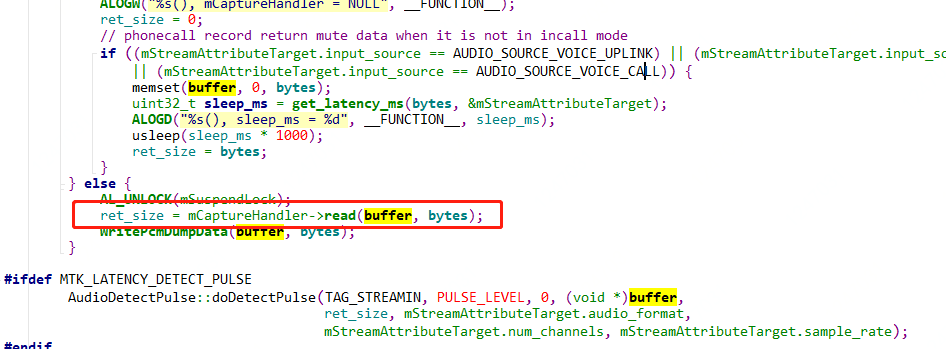 ALOGW("%s(), mCaptureHandler = NULL", __FUNCTION__);
ret_size = 0;
// phonecall record return mute data when it is not in incall mode
if ((mStreamAttributeTarget.input_source == AUDIO_SOURCE_VOICE_UPLINK) || (mStreamAttributeTarget.input_so
|| (mStreamAttributeTarget.input_source == AUDIO_SOURCE_VOICE_CALL)) {
memset(buffer, 0, bytes);
uint32_t sleep_ms = get_latency_ms(bytes, &mStreamAttributeTarget);
ALOGD("%s(), sleep_ms = %d", __FUNCTION__, sleep_ms);
usleep(sleep_ms * 1000);
ret_size = bytes;
}
} else {
AL_UNLOCK(mSuspendLock);
ret_size = mCaptureHandler->read(buffer, bytes);
WritePcmDumpData(buffer, bytes);
}
#ifdef MTK_LATENCY_DETECT_PULSE
AudioDetectPulse::doDetectPulse(TAG_STREAMIN, PULSE_LEVEL, 0, (void *)buffer,
ret_size, mStreamAttributeTarget.audio_format,
mStreamAttributeTarget.num_channels, mStreamAttributeTarget.sample_rate);
#endif